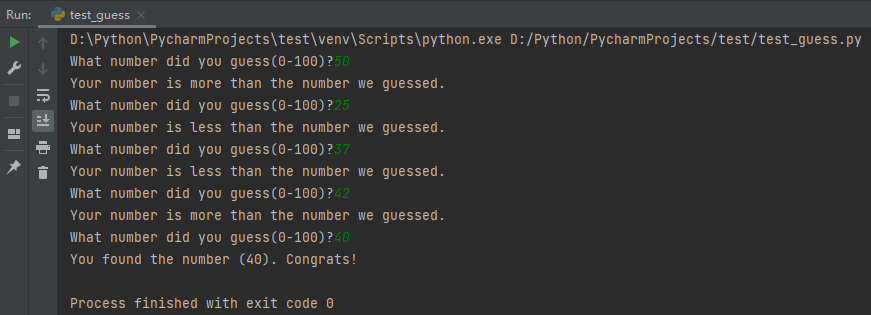 Run: test_guess
D:\Python\PycharmProjects\test\venv\Scripts\python.exe D:/Python/PycharmProjects/test/test_guess.py
What number did you guess(0-100)?50
Your number is more than the number we guessed.
What number did you guess(0-100)?25
Your number is less than the number we guessed.
What number did you guess(0-100)?37
Your number is less than the number we guessed.
What number did you guess(0-100)?42
Your number is more than the number we guessed.
What number did you guess(0-100)?40
You found the number (40). Congrats!
Process finished with exit code 0